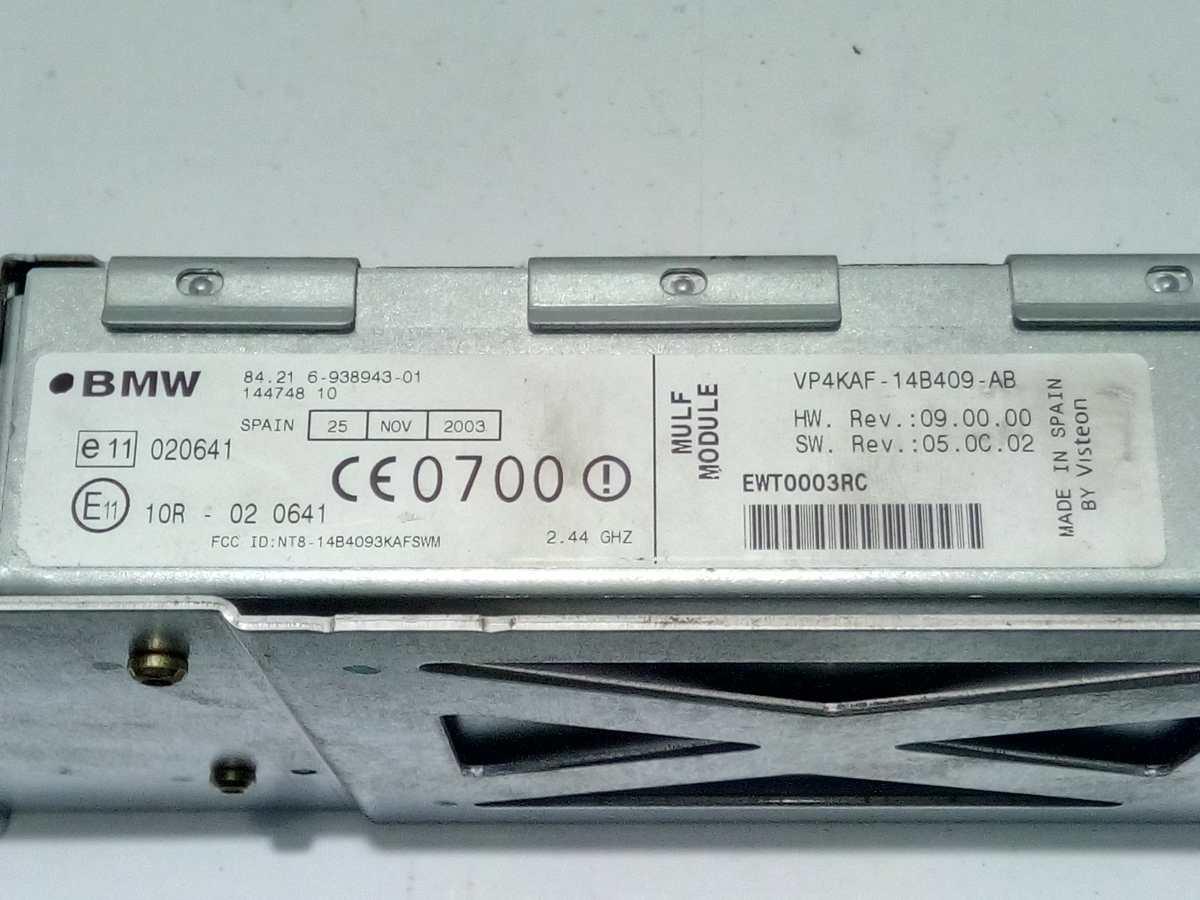 BMW
84.21 6-938943-01
144748 10
SPAIN 25 NOV 2003
e11 020641
CE0700
E11 10R - 02 0641
FCC ID:NT8-14B4093KAFSWM
2.44 GHZ
MULF
MODULE
VP4KAF-14B409-AB
HW. Rev.:09.00.00
SW. Rev.:05.0C.02
EWT0003RC
MADE IN SPAIN
BY Visteon